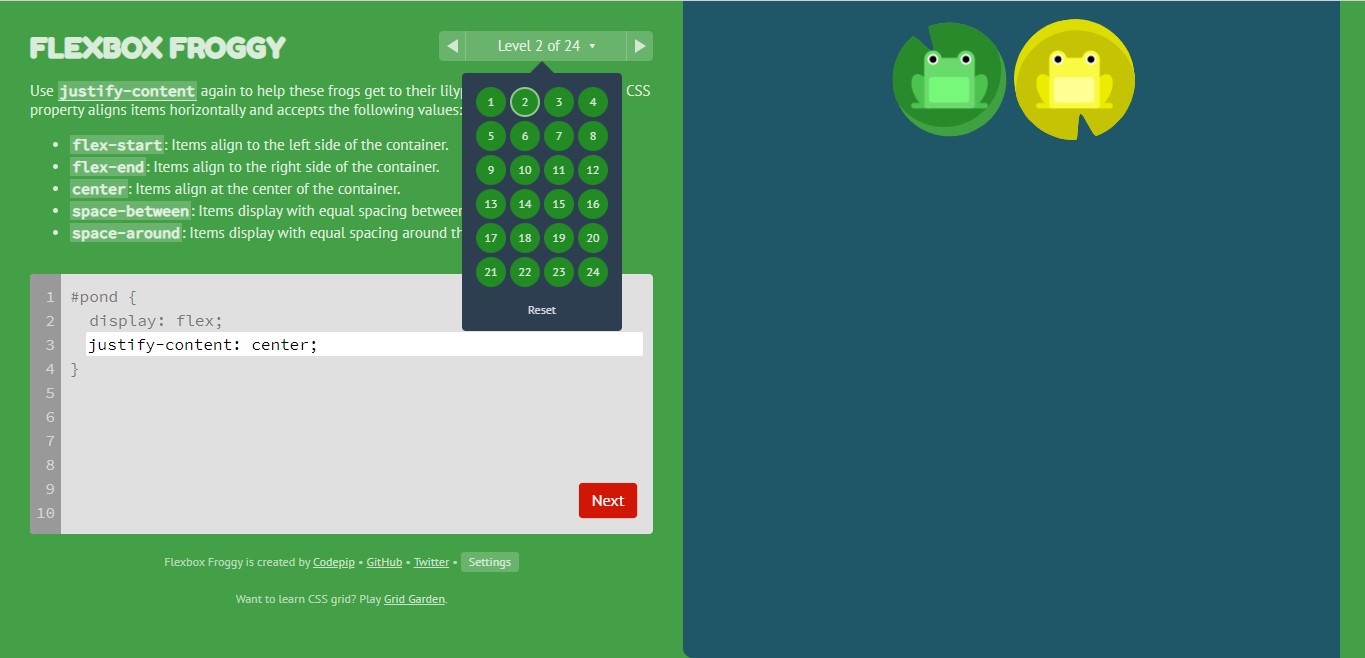 FLEXBOX FROGGY
◀ Level 2 of 24 ▾ ▶
Use justify-content again to help these frogs get to their lily CSS
property aligns items horizontally and accepts the following values:
• flex-start: Items align to the left side of the container.
• flex-end: Items align to the right side of the container.
• center: Items align at the center of the container.
• space-between: Items display with equal spacing between
• space-around: Items display with equal spacing around
1 2 3 4
5 6 7 8
9 10 11 12
13 14 15 16
17 18 19 20
21 22 23 24
Reset
1 #pond {
2 display: flex;
3 justify-content: center;
4 }
5
6
7
8
9
10
Next
Flexbox Froggy is created by Codepip • GitHub • Twitter • Settings
Want to learn CSS grid? Play Grid Garden.